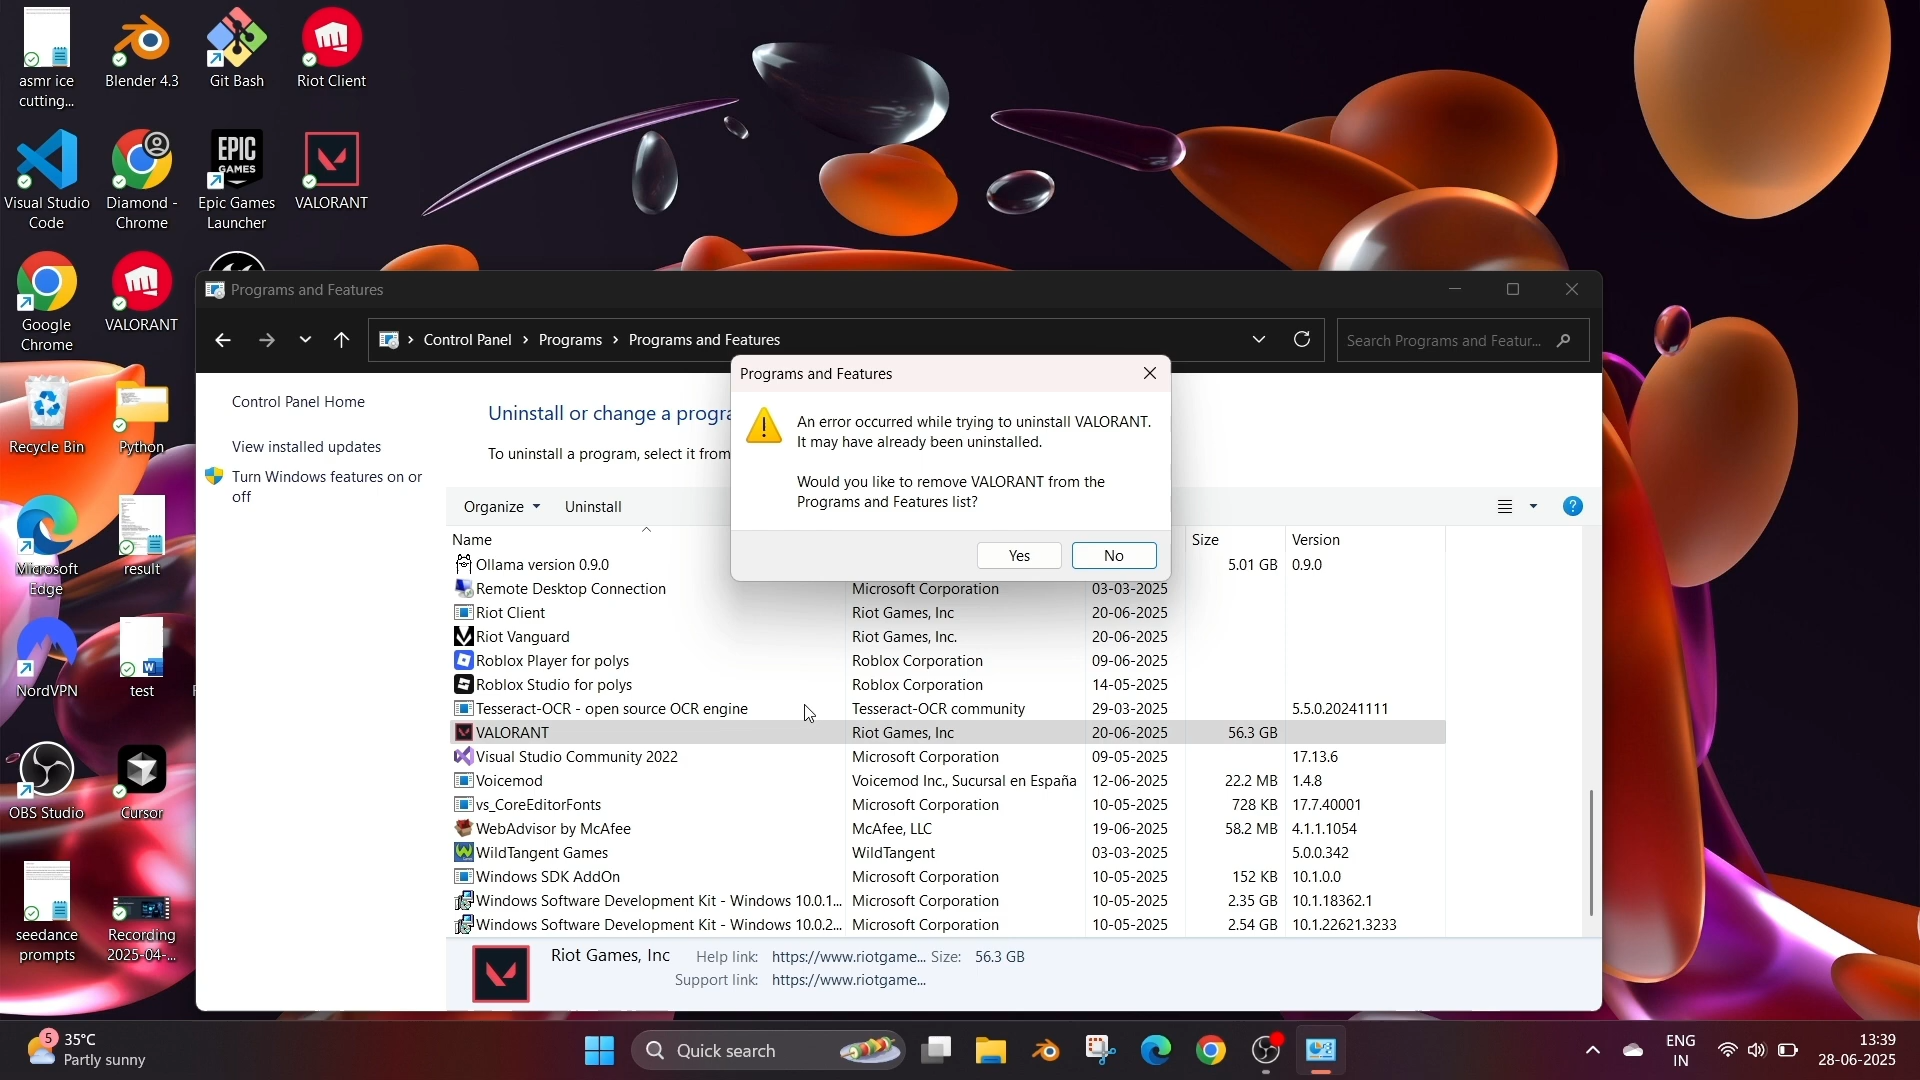 asmr ice
cutting...
Blender 4.3
Git Bash
Riot Client
Visual Studio
Code
Diamond -
Chrome
EPIC
GAMES
Epic Games
Launcher
VALORANT
Google
Chrome
VALORANT
Recycle Bin
Python
Microsoft
Edge
result
NordVPN
test
OBS Studio
Cursor
seedance
prompts
Recording
2025-04-...
Programs and Features
Control Panel
Programs
Programs and Features
Search Programs and Featur...
Control Panel Home
View installed updates
Turn Windows features on or
off
Uninstall or change a progra
To uninstall a program, select it from
Organize
Uninstall
Programs and Features
An error occurred while trying to uninstall VALORANT.
It may have already been uninstalled.
Would you like to remove VALORANT from the
Programs and Features list?
Yes
No
Name
Size
Version
Ollama version 0.9.0 5.01 GB 0.9.0
Remote Desktop Connection Microsoft Corporation 03-03-2025
Riot Client Riot Games, Inc 20-06-2025
Riot Vanguard Riot Games, Inc. 20-06-2025
Roblox Player for polys Roblox Corporation 09-06-2025
Roblox Studio for polys Roblox Corporation 14-05-2025
Tesseract-OCR - open source OCR engine Tesseract-OCR community 29-03-2025 5.5.0.20241111
VALORANT Riot Games, Inc 20-06-2025 56.3 GB
Visual Studio Community 2022 Microsoft Corporation 09-05-2025 17.13.6
Voicemod Voicemod Inc., Sucursal en España 12-06-2025 22.2 MB 1.4.8
vs_CoreEditorFonts Microsoft Corporation 10-05-2025 728 KB 17.7.40001
WebAdvisor by McAfee McAfee, LLC 19-06-2025 58.2 MB 4.1.1.1054
WildTangent Games WildTangent 03-03-2025 5.0.0.342
Windows SDK AddOn Microsoft Corporation 10-05-2025 152 KB 10.1.0.0
Windows Software Development Kit - Windows 10.0.1... Microsoft Corporation 10-05-2025 2.35 GB 10.1.18362.1
Windows Software Development Kit - Windows 10.0.2... Microsoft Corporation 10-05-2025 2.54 GB 10.1.22621.3233
Riot Games, Inc Help link: https://www.riotgame... Size: 56.3 GB
Support link: https://www.riotgame...
5
35°C
Partly sunny
Quick search
ENG
IN
13:39
28-06-2025